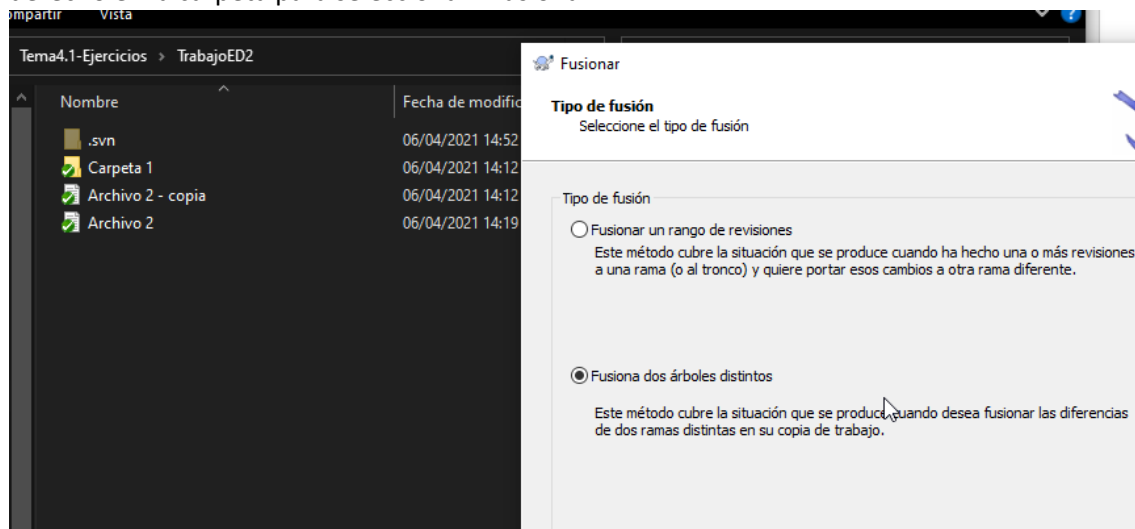 ompartir Vista
Tema4.1-Ejercicios > TrabajoED2
Nombre Fecha de modific
.svn 06/04/2021 14:52
Carpeta 1 06/04/2021 14:12
Archivo 2 - copia 06/04/2021 14:12
Archivo 2 06/04/2021 14:19
Fusionar
Tipo de fusión
Seleccione el tipo de fusión
Tipo de fusión
Fusionar un rango de revisiones
Este método cubre la situación que se produce cuando ha hecho una o más revisiones
a una rama (o al tronco) y quiere portar esos cambios a otra rama diferente.
Fusiona dos árboles distintos
Este método cubre la situación que se produce cuando desea fusionar las diferencias
de dos ramas distintas en su copia de trabajo.